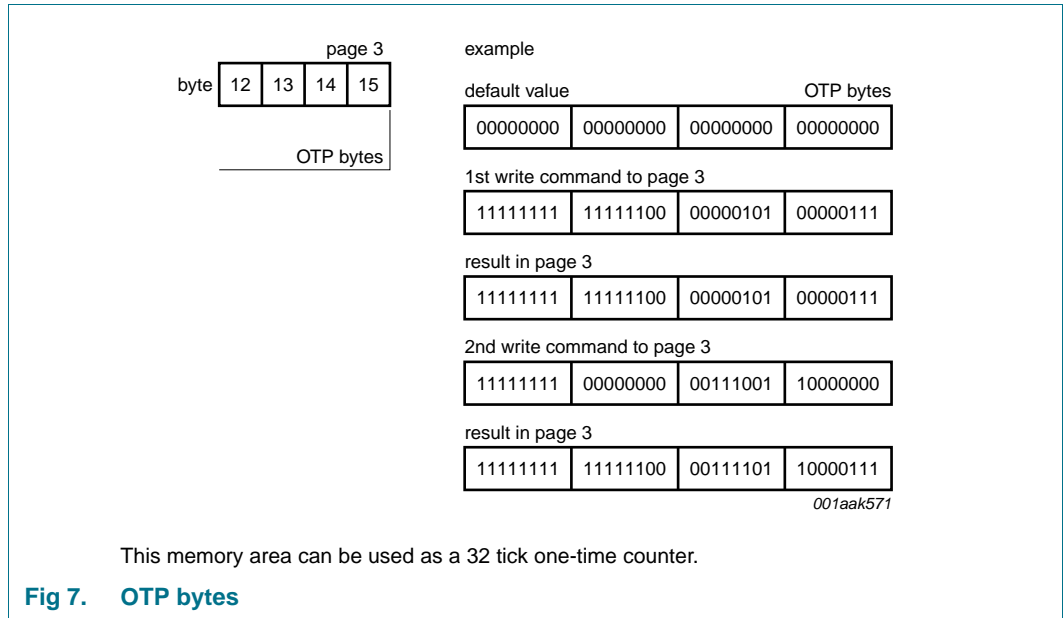 page 3
byte 12 13 14 15
OTP bytes
example
default value OTP bytes
00000000 00000000 00000000 00000000
1st write command to page 3
11111111 11111100 00000101 00000111
result in page 3
11111111 11111100 00000101 00000111
2nd write command to page 3
11111111 00000000 00111001 10000000
result in page 3
11111111 11111100 00111101 10000111
001aak571
This memory area can be used as a 32 tick one-time counter.
Fig 7. OTP bytes